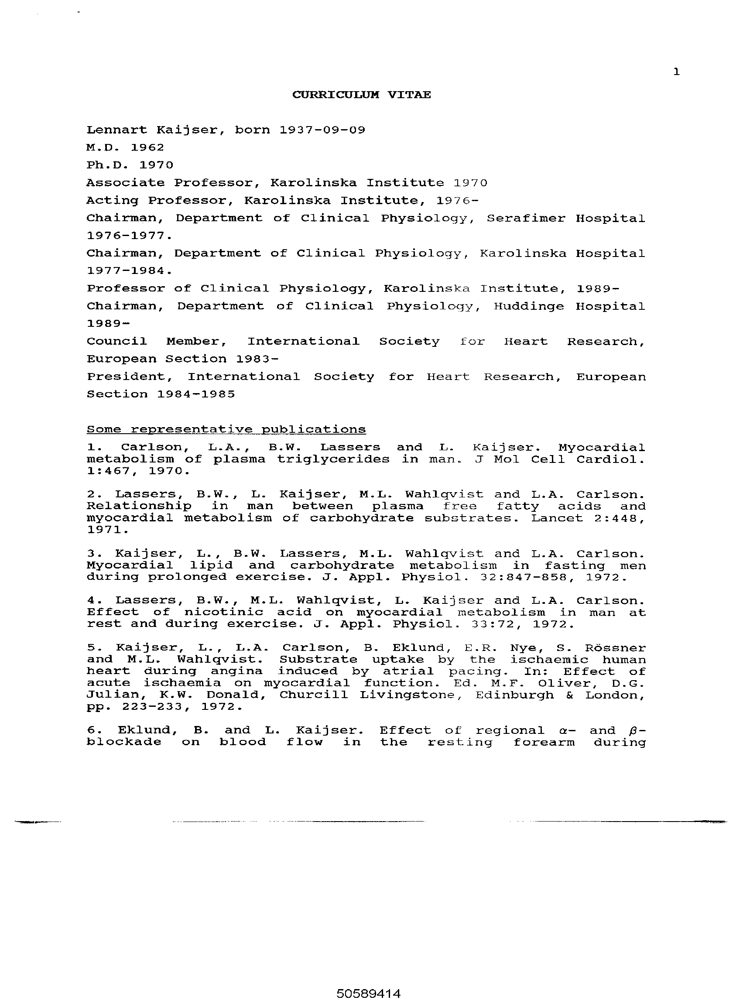 1
CURRICULUM VITAE
Lennart Kaijser, born 1937-09-09
M.D. 1962
Ph.D. 1970
Associate Professor, Karolinska Institute 1970
Acting Professor, Karolinska Institute, 1976-
Chairman, Department of Clinical Physiology, Serafimer Hospital
1976-1977.
Chairman, Department of Clinical Physiology, Karolinska Hospital
1977-1984.
Professor of Clinical Physiology, Karolinska Institute, 1989-
Chairman, Department of Clinical Physiology, Huddinge Hospital
1989-
Council Member, International Society for Heart Research,
European Section 1983-
President, International Society for Heart Research, European
Section 1984-1985
Some representative publications
1. Carlson, L.A., B.W. Lassers and L. Kaijser. Myocardial
metabolism of plasma triglycerides in man. J Mol Cell Cardiol.
1:467, 1970.
2. Lassers, B.W., L. Kaijser, M.L. Wahlqvist and L.A. Carlson.
Relationship in man between plasma free fatty acids and
myocardial metabolism of carbohydrate substrates. Lancet 2:448,
1971.
3. Kaijser, L., B.W. Lassers, M.L. Wahlqvist and L.A. Carlson.
Myocardial lipid and carbohydrate metabolism in fasting men
during prolonged exercise. J. Appl. Physiol. 32:847-858, 1972.
4. Lassers, B.W., M.L. Wahlqvist, L. Kaijser and L.A. Carlson.
Effect of nicotinic acid on myocardial metabolism in man at
rest and during exercise. J. Appl. Physiol. 33:72, 1972.
5. Kaijser, L., L.A. Carlson, B. Eklund, E.R. Nye, S. Rössner
and M.L. Wahlqvist. Substrate uptake by the ischaemic human
heart during angina induced by atrial pacing. In: Effect of
acute ischaemia on myocardial function. Ed. M.F. Oliver, D.G.
Julian, K.W. Donald, Churcill Livingstone, Edinburgh & London,
pp. 223-233, 1972.
6. Eklund, B. and L. Kaijser. Effect of regional α- and β-
blockade on blood flow in the resting forearm during
50589414